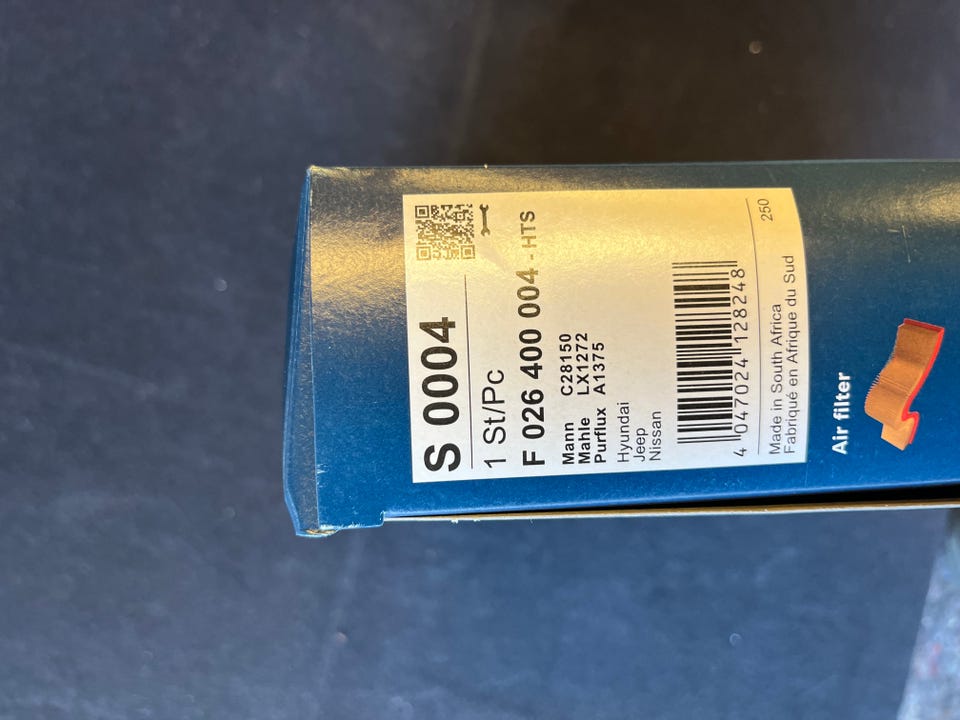 S 0004
1 St/Pc
F 026 400 004 - HTS
Mann C28150
Mahle LX1272
Purflux A1375
Hyundai
Jeep
Nissan
4 047024 128248
Made in South Africa
Fabriqué en Afrique du Sud
250
Air filter